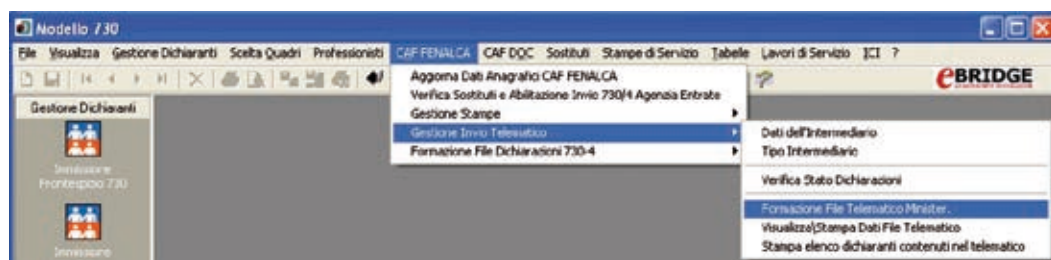 Modello 730
File Visualizza Gestione Dichiaranti Scelta Quadri Professionisti CAF FENALCA CAF DOC Sostituti Stampe di Servizio Tabelle Lavori di Servizio ICI ?
eBRIDGE
Gestione Dichiaranti
Immissione
Frontespizio 730
Immissione
Aggiorna Dati Anagrafici CAF FENALCA
Verifica Sostituti e Abilitazione Invio 730/4 Agenzia Entrate
Gestione Stampe
Gestione Invio Telematico
Formazione File Dichiarazioni 730-4
Dati dell'Intermediario
Tipo Intermediario
Verifica Stato Dichiarazioni
Formazione File Telematico Minister.
Visualizza\Stampa Dati File Telematico
Stampa elenco dichiaranti contenuti nel telematico